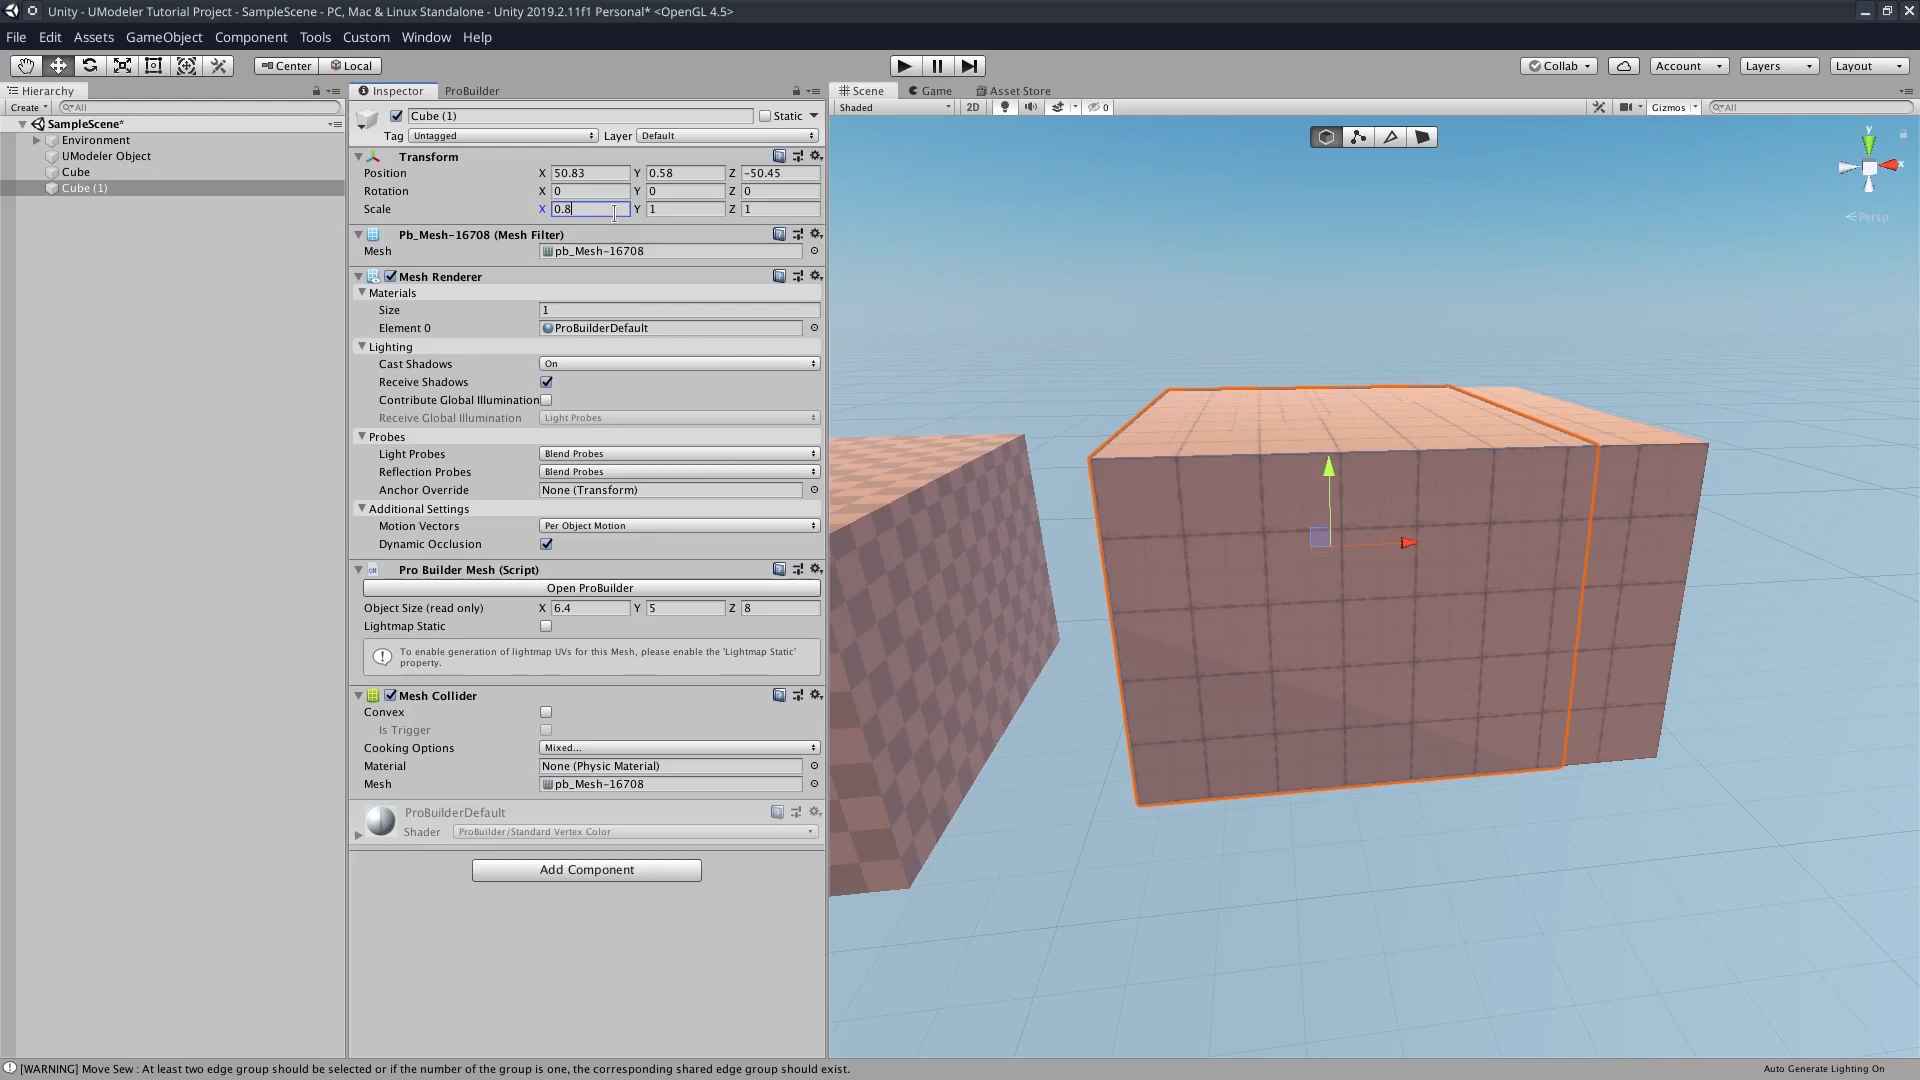 Unity - UModeler Tutorial Project - SampleScene - PC, Mac & Linux Standalone - Unity 2019.2.11f1 Personal* <OpenGL 4.5>
File Edit Assets GameObject Component Tools Custom Window Help
Center Local Collab Account Layers Layout
Hierarchy
Create All
SampleScene*
Environment
UModeler Object
Cube
Cube (1)
Inspector ProBuilder
Cube (1) Static
Tag Untagged Layer Default
Transform
Position X 50.83 Y 0.58 Z -50.45
Rotation X 0 Y 0 Z 0
Scale X 0.8 Y 1 Z 1
Pb_Mesh-16708 (Mesh Filter)
Mesh pb_Mesh-16708
Mesh Renderer
Materials
Size 1
Element 0 ProBuilderDefault
Lighting
Cast Shadows On
Receive Shadows
Contribute Global Illumination
Receive Global Illumination Light Probes
Probes
Light Probes Blend Probes
Reflection Probes Blend Probes
Anchor Override None (Transform)
Additional Settings
Motion Vectors Per Object Motion
Dynamic Occlusion
Pro Builder Mesh (Script)
Open ProBuilder
Object Size (read only) X 6.4 Y 5 Z 8
Lightmap Static
To enable generation of lightmap UVs for this Mesh, please enable the 'Lightmap Static'
property.
Mesh Collider
Convex
Is Trigger
Cooking Options Mixed...
Material None (Physic Material)
Mesh pb_Mesh-16708
ProBuilderDefault
Shader ProBuilder/Standard Vertex Color
Add Component
Scene Game Asset Store
Shaded 2D 0 Gizmos All
y
x
Persp
[WARNING] Move Sew : At least two edge group should be selected or if the number of the group is one, the corresponding shared edge group should exist.
Auto Generate Lighting On